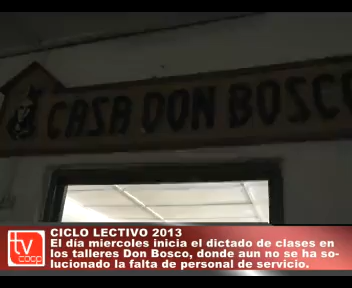 CASA DON BOSCO
CICLO LECTIVO 2013
El día miercoles inicia el dictado de clases en
los talleres Don Bosco, donde aun no se ha so-
lucionado la falta de personal de servicio.
tv
coop